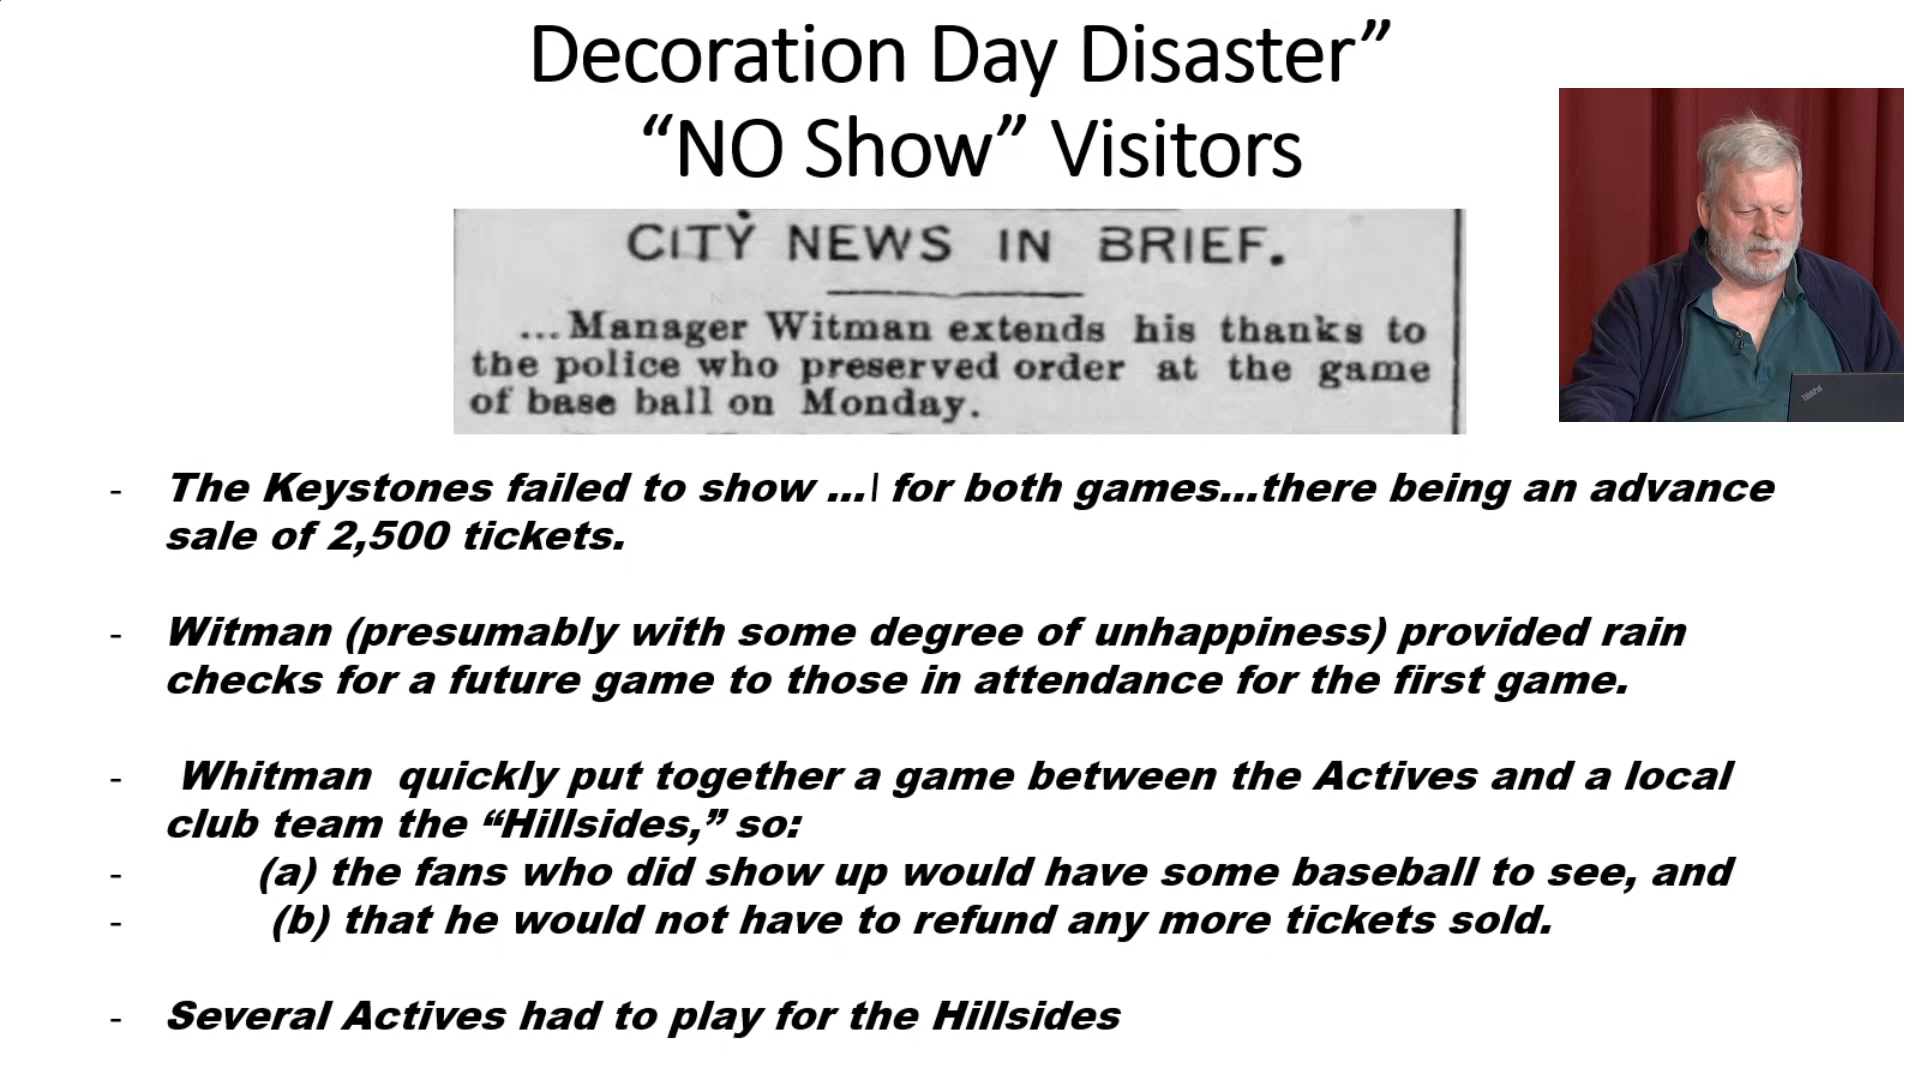 Decoration Day Disaster”
“NO Show” Visitors
CITY NEWS IN BRIEF.
...Manager Witman extends his thanks to
the police who preserved order at the game
of base ball on Monday.
- The Keystones failed to show ...\ for both games...there being an advance
sale of 2,500 tickets.
- Witman (presumably with some degree of unhappiness) provided rain
checks for a future game to those in attendance for the first game.
- Whitman quickly put together a game between the Actives and a local
club team the “Hillsides,” so:
- (a) the fans who did show up would have some baseball to see, and
- (b) that he would not have to refund any more tickets sold.
- Several Actives had to play for the Hillsides
ThinkPad